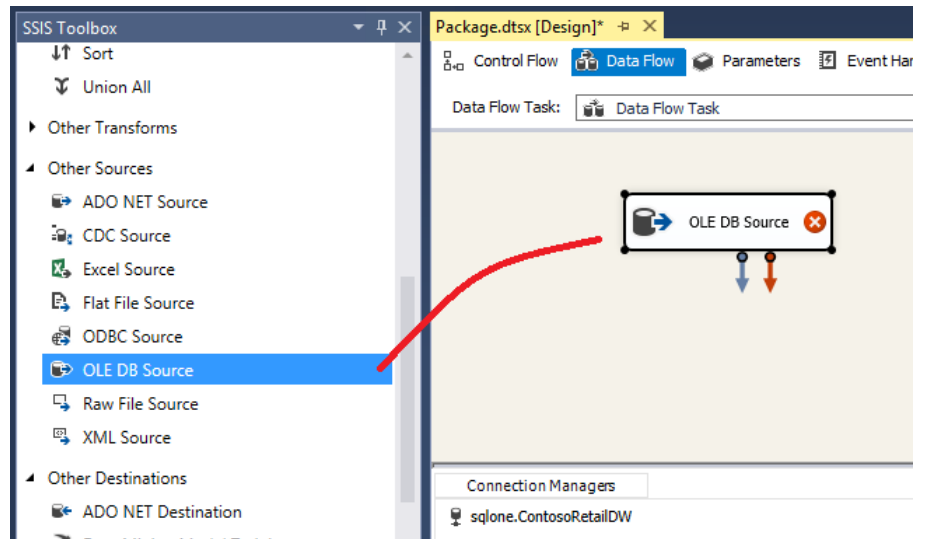 SSIS Toolbox
Sort
Union All
Other Transforms
Other Sources
ADO NET Source
CDC Source
Excel Source
Flat File Source
ODBC Source
OLE DB Source
Raw File Source
XML Source
Other Destinations
ADO NET Destination
Package.dtsx [Design]*
Control Flow Data Flow Parameters Event Har
Data Flow Task: Data Flow Task
OLE DB Source
Connection Managers
sqlone.ContosoRetailDW